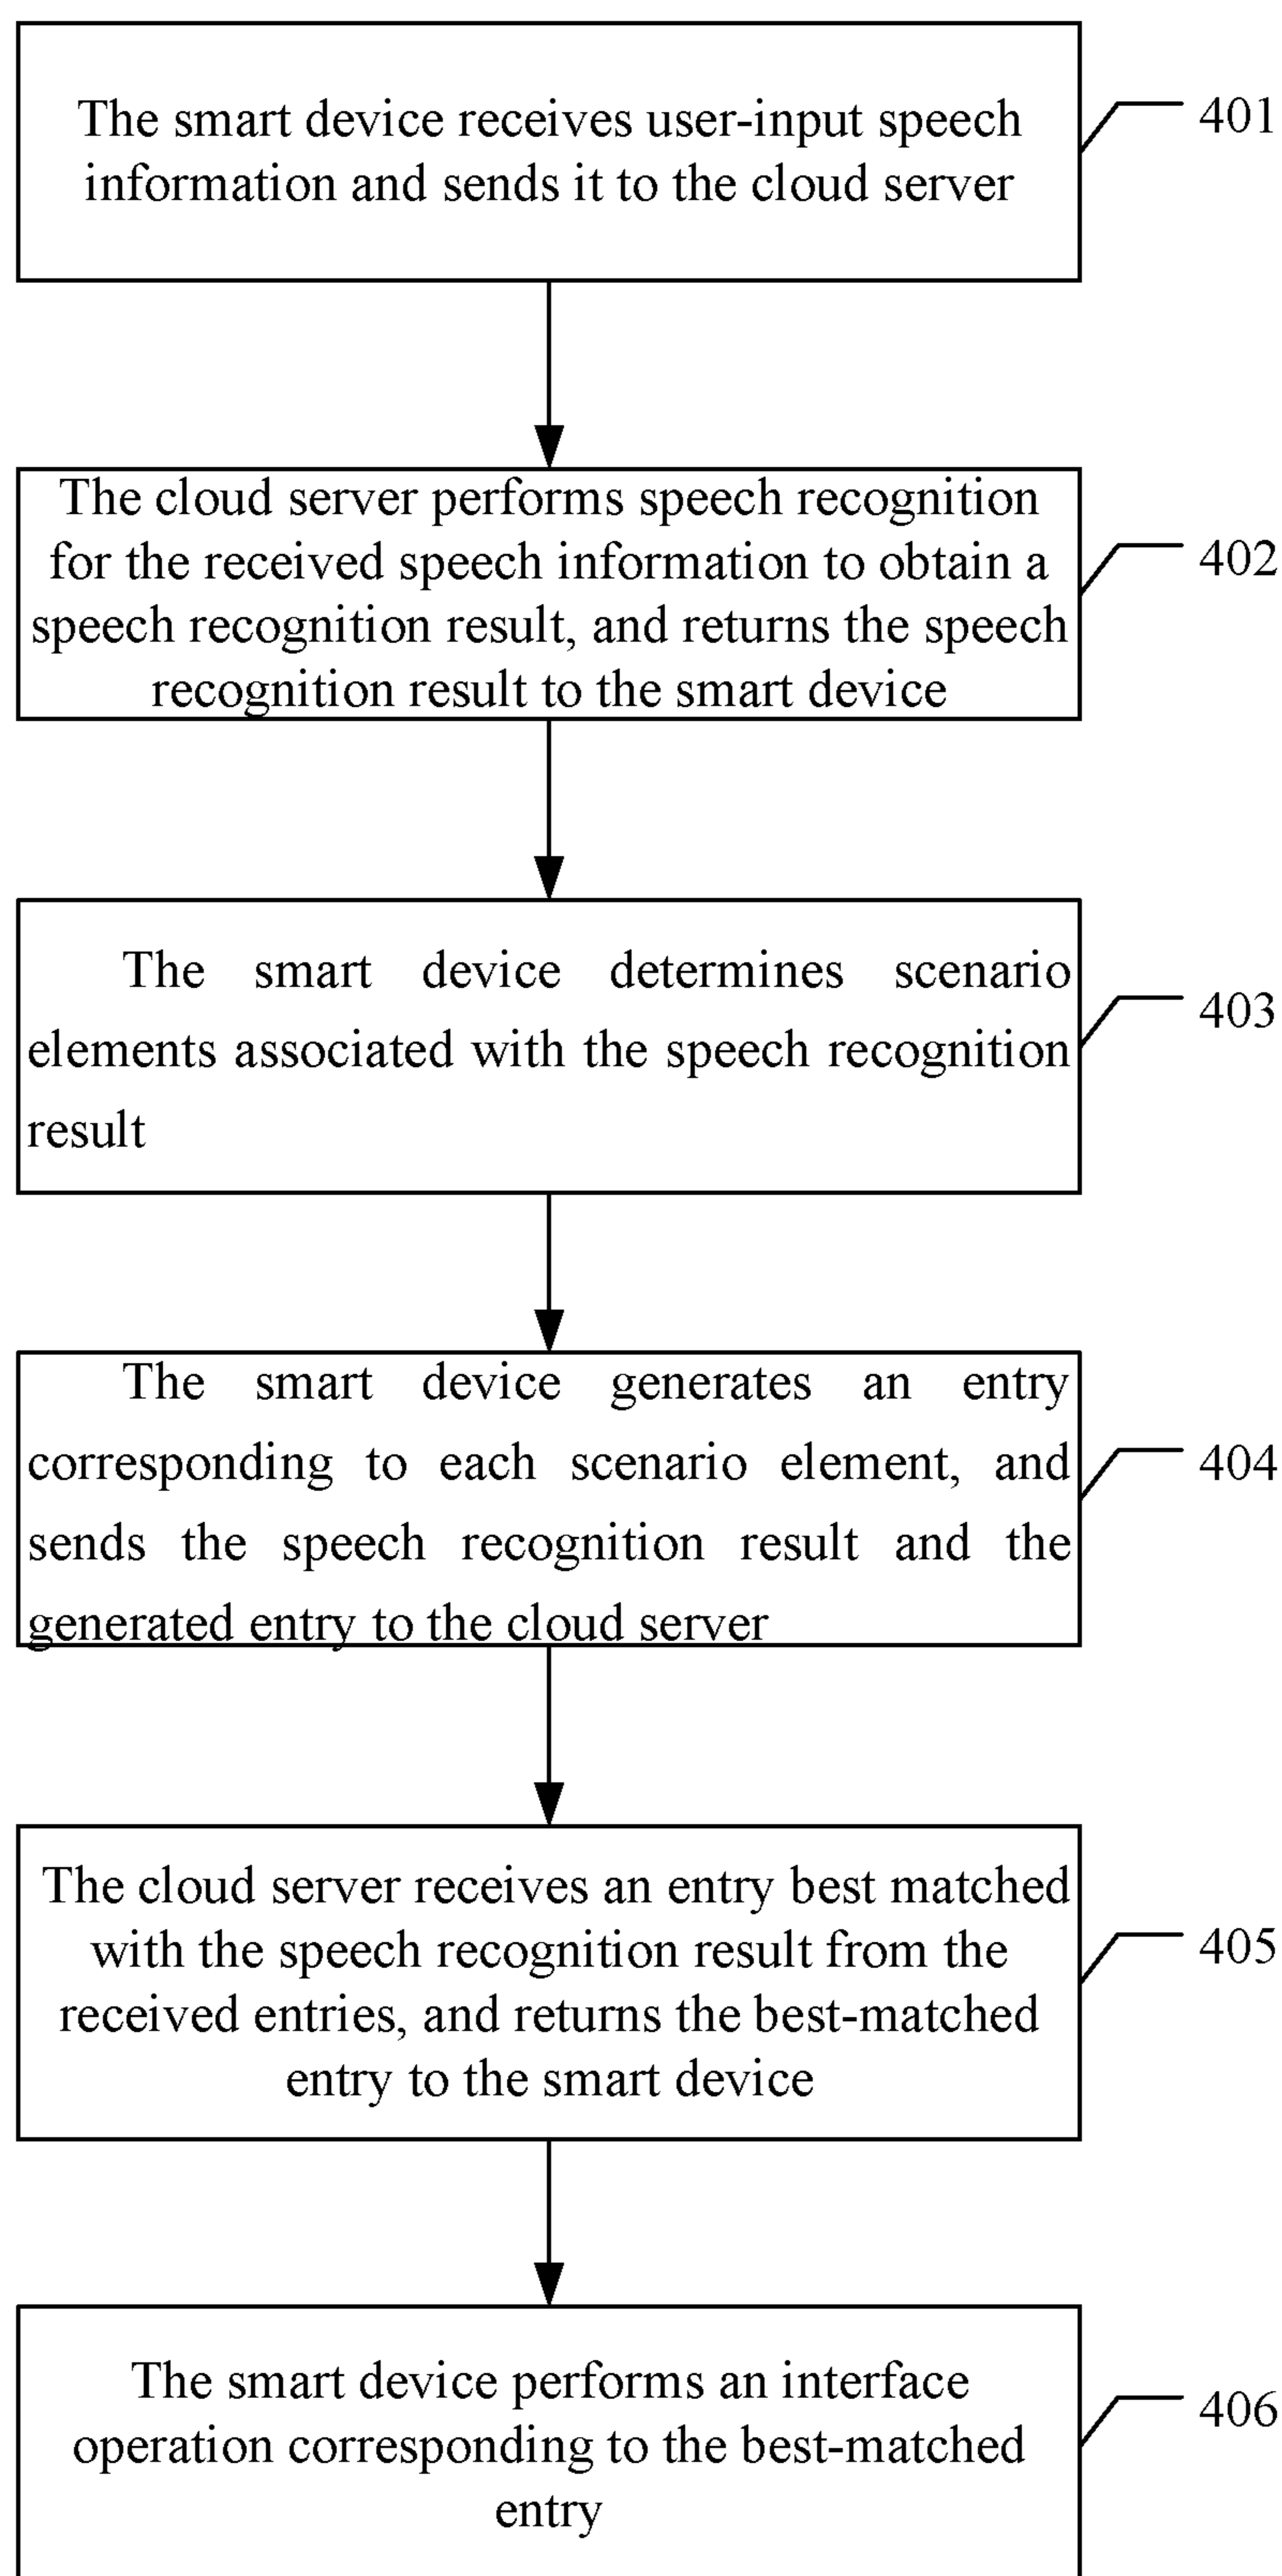 The smart device receives user-input speech
information and sends it to the cloud server
401
The cloud server performs speech recognition
for the received speech information to obtain a
speech recognition result, and returns the speech
recognition result to the smart device
402
The smart device determines scenario
elements associated with the speech recognition
result
403
The smart device generates an entry
corresponding to each scenario element, and
sends the speech recognition result and the
generated entry to the cloud server
404
The cloud server receives an entry best matched
with the speech recognition result from the
received entries, and returns the best-matched
entry to the smart device
405
The smart device performs an interface
operation corresponding to the best-matched
entry
406